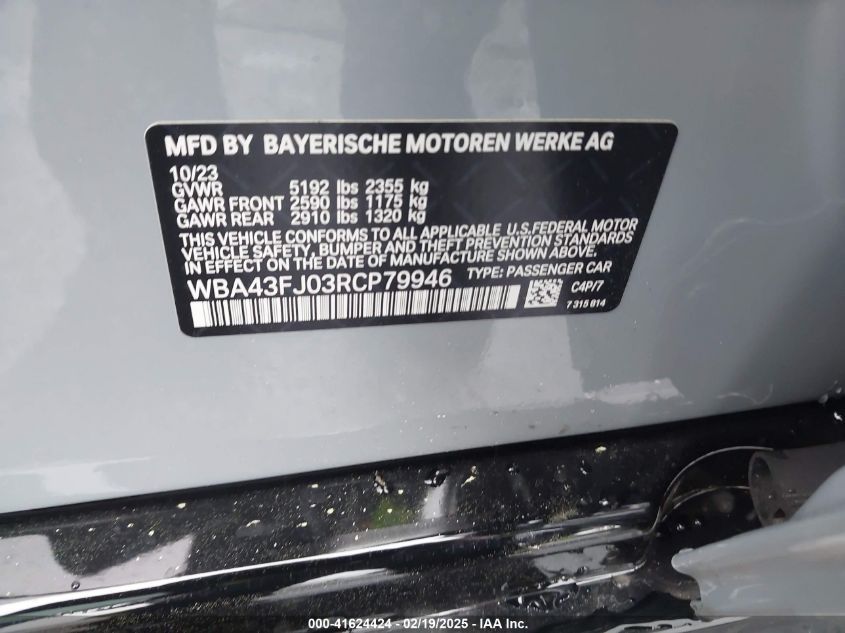 MFD BY BAYERISCHE MOTOREN WERKE AG
10/23
GVWR 5192 lbs 2355 kg
GAWR FRONT 2590 lbs 1175 kg
GAWR REAR 2910 lbs 1320 kg
THIS VEHICLE CONFORMS TO ALL APPLICABLE U.S.FEDERAL MOTOR
VEHICLE SAFETY, BUMPER AND THEFT PREVENTION STANDARDS
IN EFFECT ON THE DATE OF MANUFACTURE SHOWN ABOVE.
WBA43FJ03RCP79946 TYPE: PASSENGER CAR
C4P/7
7 315 814
000-41624424 - 02/19/2025 - IAA Inc.